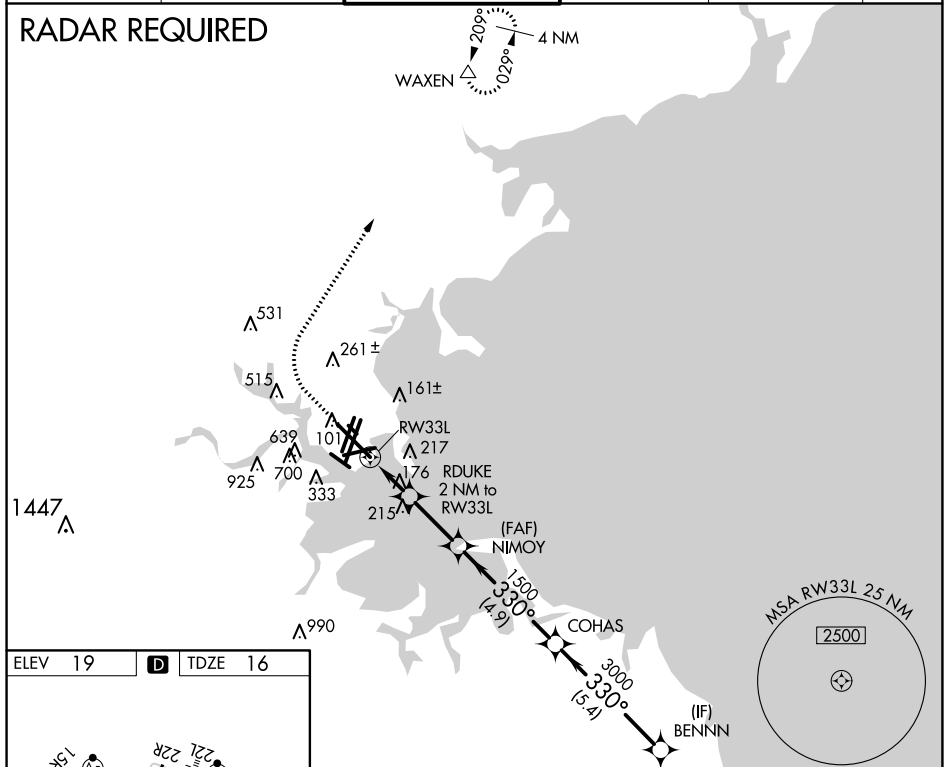 RADAR REQUIRED
209°
4 NM
029°
WAXEN
531
261 ±
515
161±
RW33L
101
639
217
700
925
176
333
RDUKE
2 NM to
RW33L
215
1447
(FAF)
NIMOY
1500
330°
(4.9)
COHAS
990
3000
330°
(5.4)
(IF)
BENNN
MSA RW33L 25 NM
2500
ELEV 19
D
TDZE 16
22R
22L